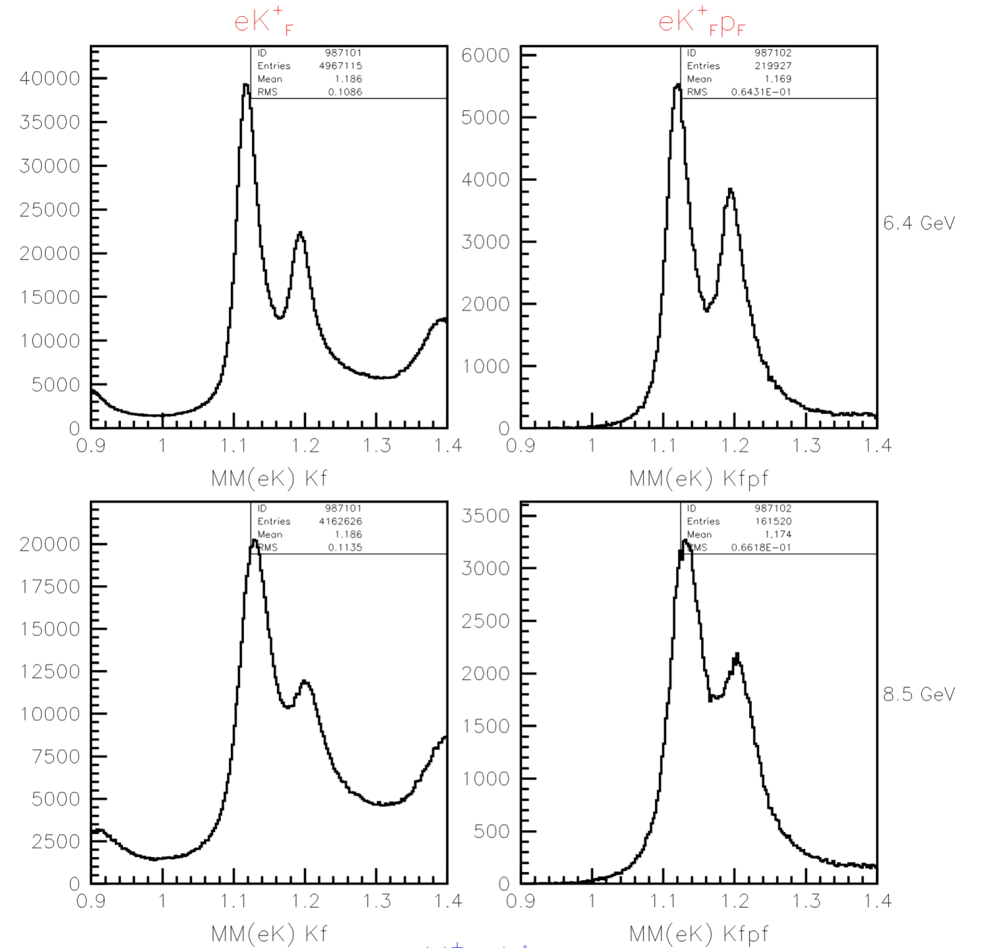 eK+F
eK+FpF
ID 987101
Entries 4967115
Mean 1.186
RMS 0.1086
40000
35000
30000
25000
20000
15000
10000
5000
0
0.9 1 1.1 1.2 1.3 1.4
MM(eK) Kf
ID 987102
Entries 219927
Mean 1.169
RMS 0.6431E-01
6000
5000
4000
3000
2000
1000
0
0.9 1 1.1 1.2 1.3 1.4
MM(eK) Kfpf
6.4 GeV
ID 987101
Entries 4162626
Mean 1.186
RMS 0.1135
20000
17500
15000
12500
10000
7500
5000
2500
0
0.9 1 1.1 1.2 1.3 1.4
MM(eK) Kf
ID 987102
Entries 161520
Mean 1.174
RMS 0.6618E-01
3500
3000
2500
2000
1500
1000
500
0
0.9 1 1.1 1.2 1.3 1.4
MM(eK) Kfpf
8.5 GeV